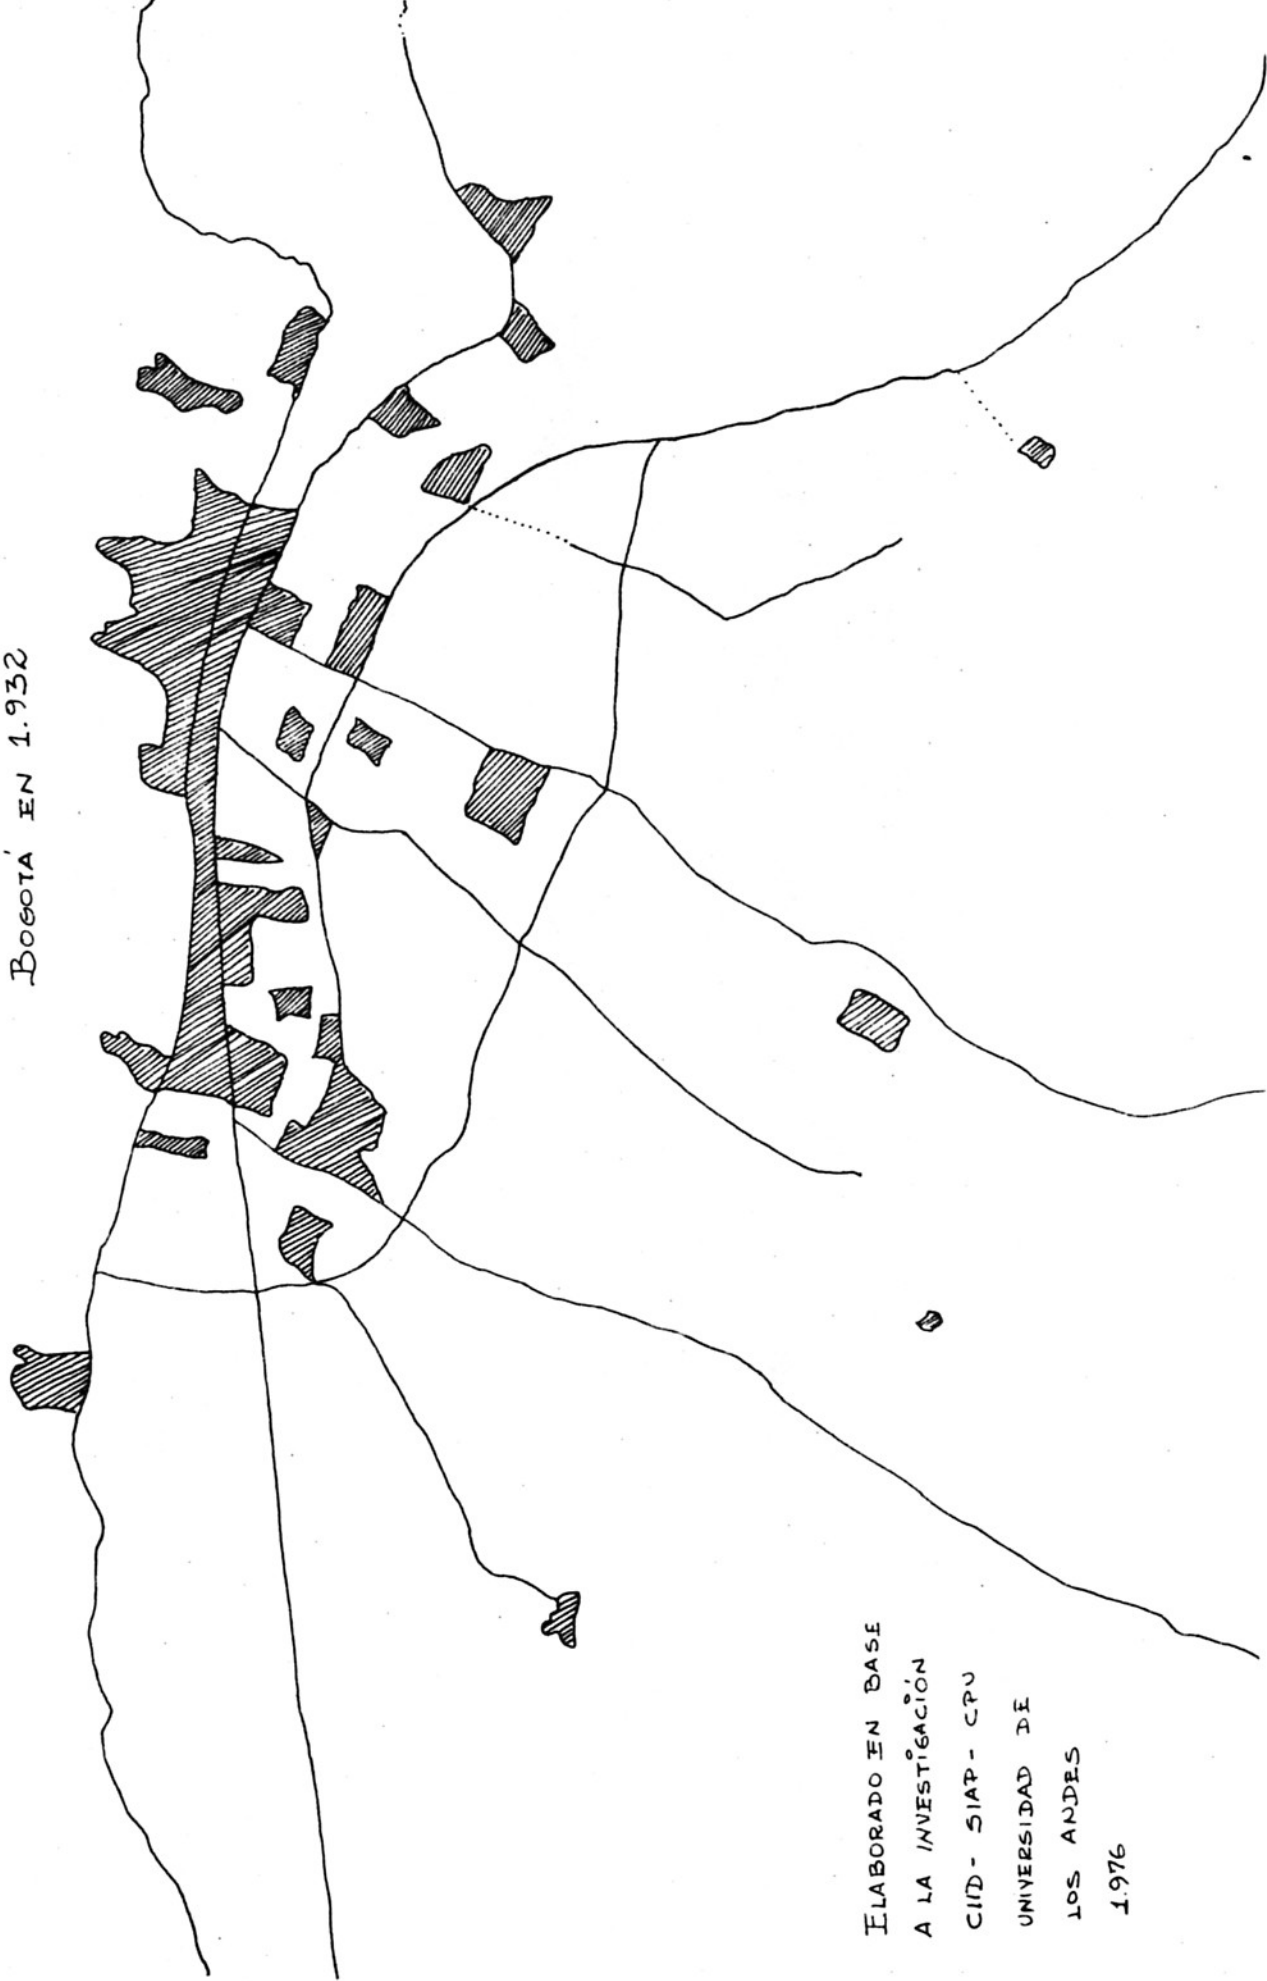 BOGOTÁ EN 1.932
ELABORADO EN BASE
A LA INVESTIGACIÓN
CIID - SIAP - CPU
UNIVERSIDAD DE
LOS ANDES
1.976